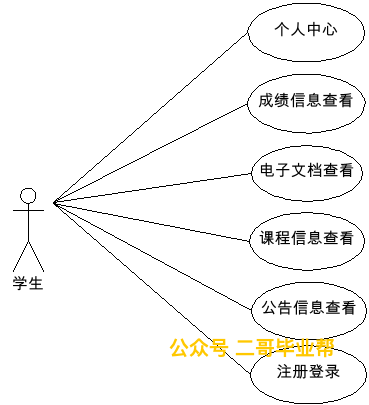 个人中心
成绩信息查看
电子文档查看
课程信息查看
学生
公告信息查看
公众号 二哥毕业帮
注册登录